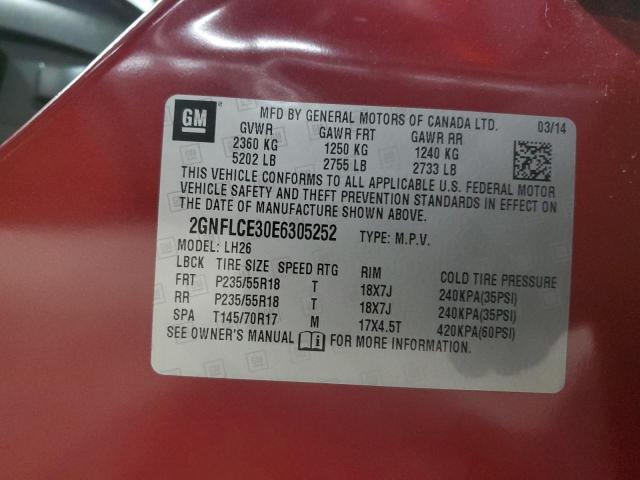 GM
MFD BY GENERAL MOTORS OF CANADA LTD. 03/14
GVWR GAWR FRT GAWR RR
2360 KG 1250 KG 1240 KG
5202 LB 2755 LB 2733 LB
THIS VEHICLE CONFORMS TO ALL APPLICABLE U.S. FEDERAL MOTOR
VEHICLE SAFETY AND THEFT PREVENTION STANDARDS IN EFFECT ON
THE DATE OF MANUFACTURE SHOWN ABOVE.
2GNFLCE30E6305252 TYPE: M.P.V.
MODEL: LH26
LBCK TIRE SIZE SPEED RTG RIM COLD TIRE PRESSURE
FRT P235/55R18 T 18X7J 240KPA(35PSI)
RR P235/55R18 T 18X7J 240KPA(35PSI)
SPA T145/70R17 M 17X4.5T 420KPA(60PSI)
SEE OWNER'S MANUAL FOR MORE INFORMATION.